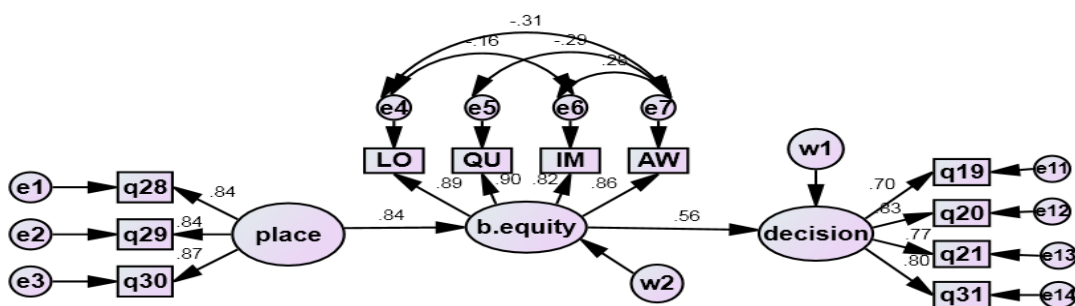 -.31
-.16
-.29
.28
e4
e5
e6
e7
LO
QU
IM
AW
w1
e1
q28
.84
.89
.90
.82
.86
.70
q19
e11
e2
q29
.84
place
.84
b.equity
.56
decision
.83
q20
e12
.77
q21
e13
e3
q30
.87
w2
.80
q31
e14